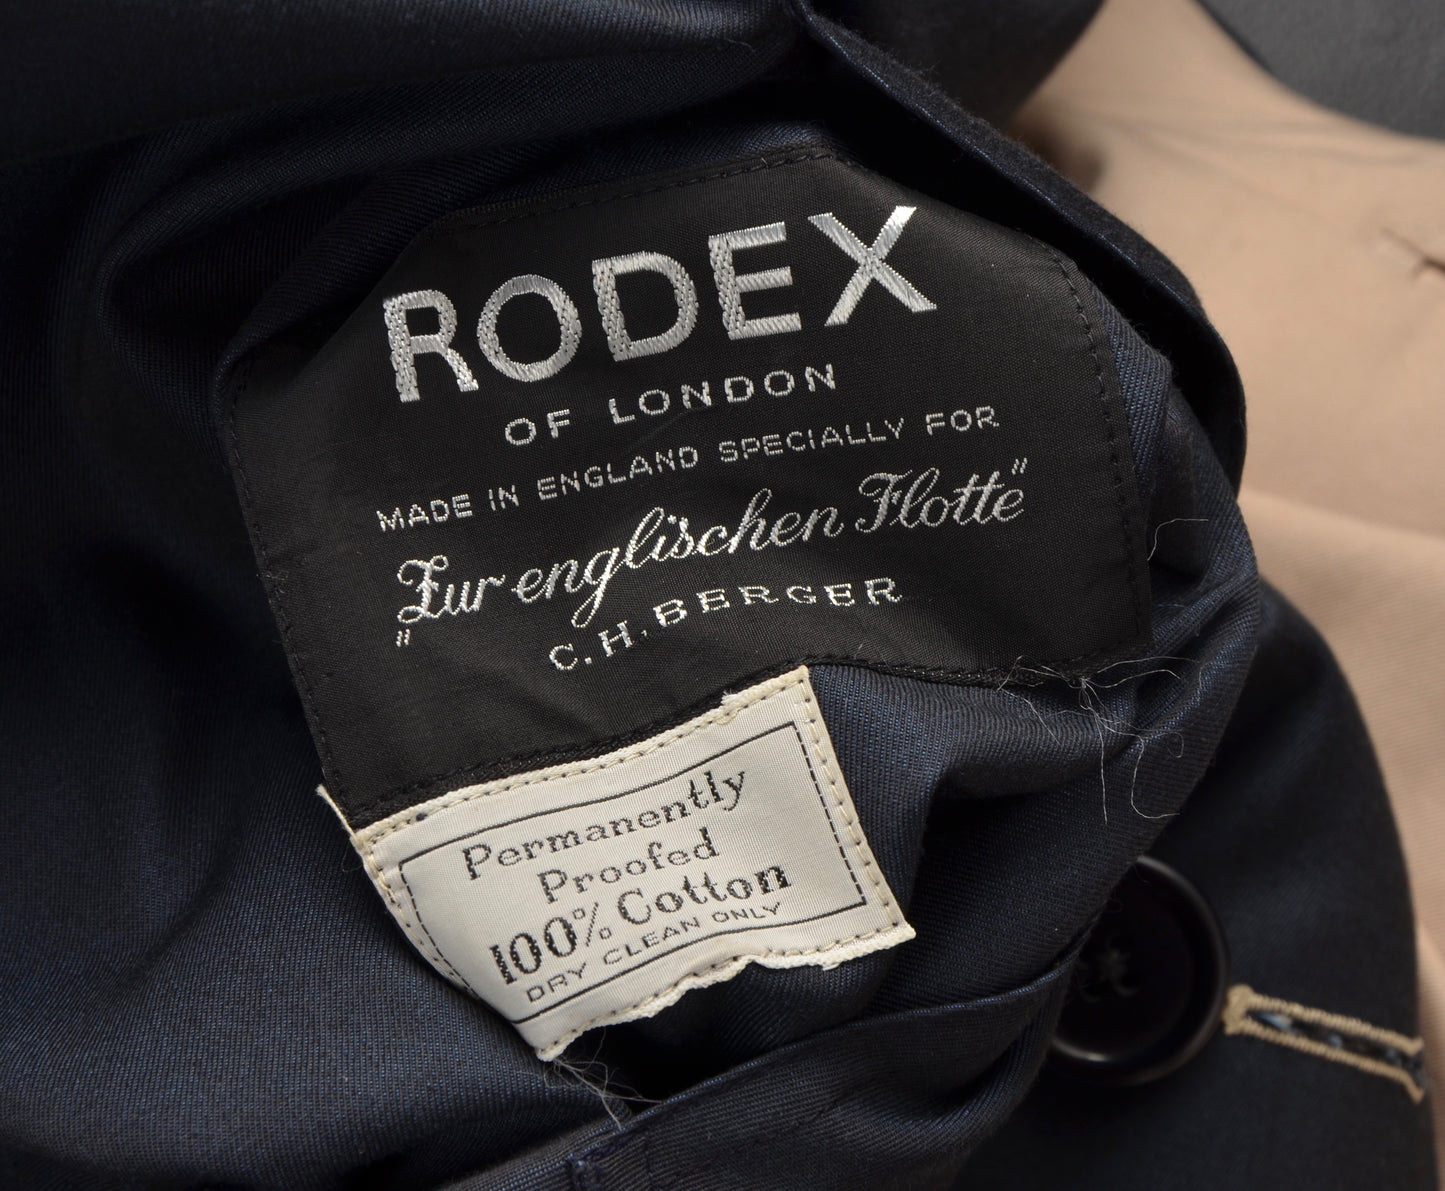 RODEX
OF LONDON
MADE IN ENGLAND SPECIALLY FOR
„Zur englischen Flotte"
C.H. BERGER
Permanently
Proofed
100% Cotton
DRY CLEAN ONLY